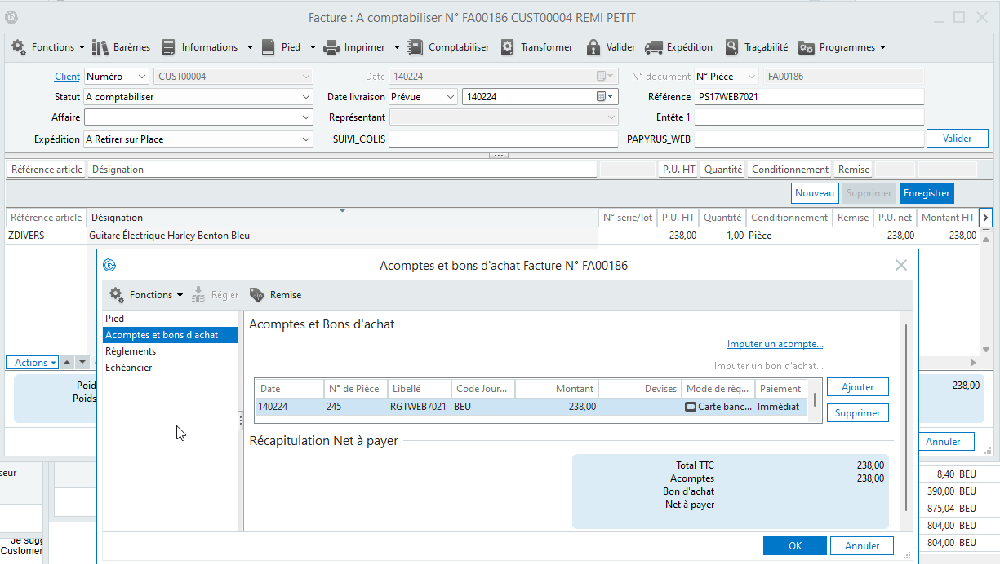 Facture : A comptabiliser N° FA00186 CUST00004 REMI PETIT
Fonctions Barèmes Informations Pied Imprimer Comptabiliser Transformer Valider Expédition Traçabilité Programmes
Client Numéro CUST00004 Date 140224 N° document N° Pièce FA00186
Statut A comptabiliser Date livraison Prévue 140224 Référence PS17WEB7021
Affaire Représentant Entête 1
Expédition A Retirer sur Place SUIVI_COLIS PAPYRUS_WEB Valider
Référence article Désignation P.U. HT Quantité Conditionnement Remise
Nouveau Supprimer Enregistrer
Référence article Désignation N° série/lot P.U. HT Quantité Conditionnement Remise P.U. net Montant HT
ZDIVERS Guitare Électrique Harley Benton Bleu 238,00 1,00 Pièce 238,00 238,00
Acomptes et bons d'achat Facture N° FA00186
Fonctions Régler Remise
Pied
Acomptes et bons d'achat
Règlements
Echéancier
Acomptes et Bons d'achat
Imputer un acompte...
Imputer un bon d'achat...
Date N° de Pièce Libellé Code Jour... Montant Devises Mode de règ... Paiement
140224 245 RGTWEB7021 BEU 238,00 Carte banc... Immédiat
Ajouter
Supprimer
Récapitulation Net à payer
Total TTC 238,00
Acomptes 238,00
Bon d'achat
Net à payer
OK Annuler
Actions
Poid
Poids
238,00
Annuler
seur
Je sugg
Customer
8,40 BEU
390,00 BEU
875,04 BEU
804,00 BEU
804,00 BEU